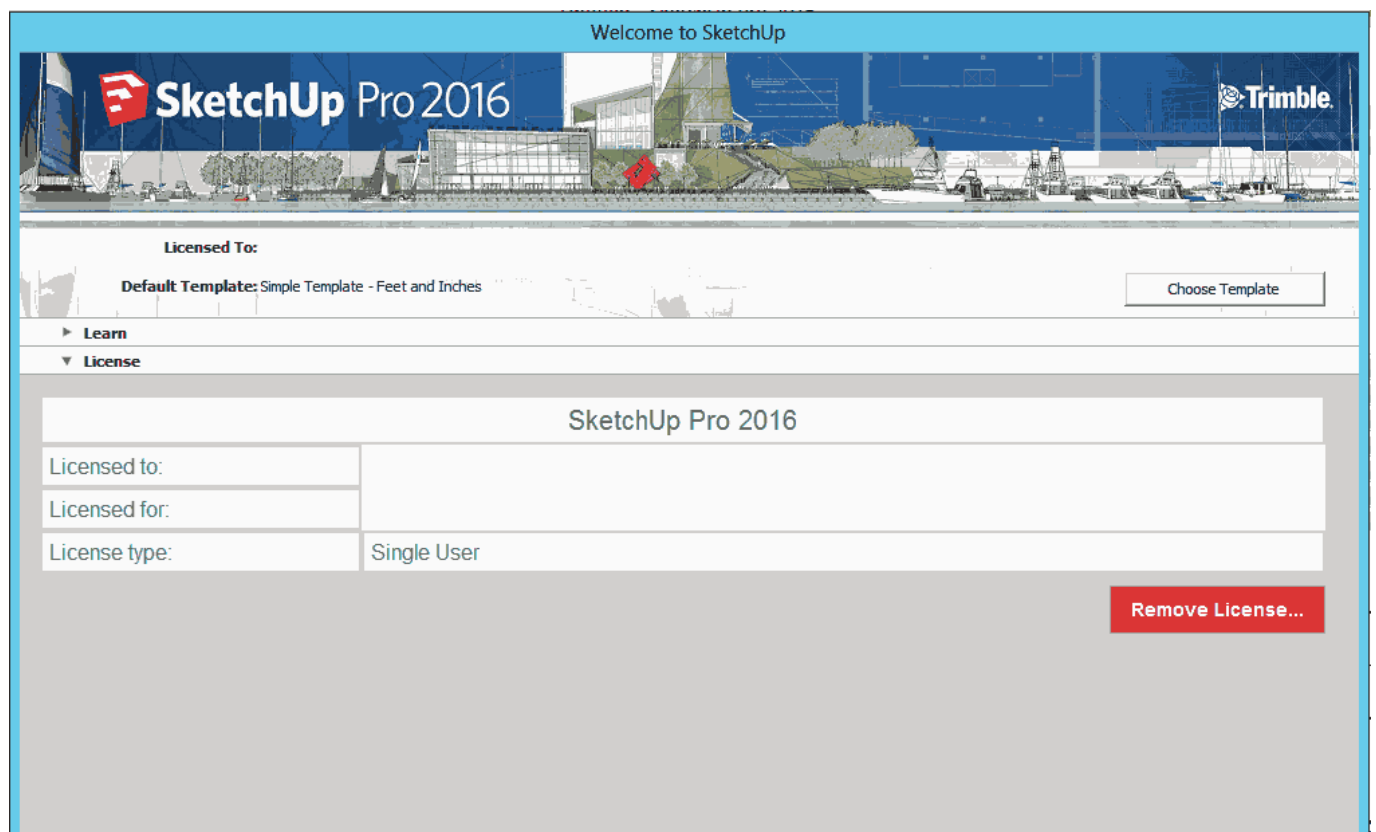 Welcome to SketchUp
SketchUp Pro 2016
Trimble.
Licensed To:
Default Template: Simple Template - Feet and Inches
Choose Template
Learn
License
SketchUp Pro 2016
Licensed to:
Licensed for:
License type: Single User
Remove License...